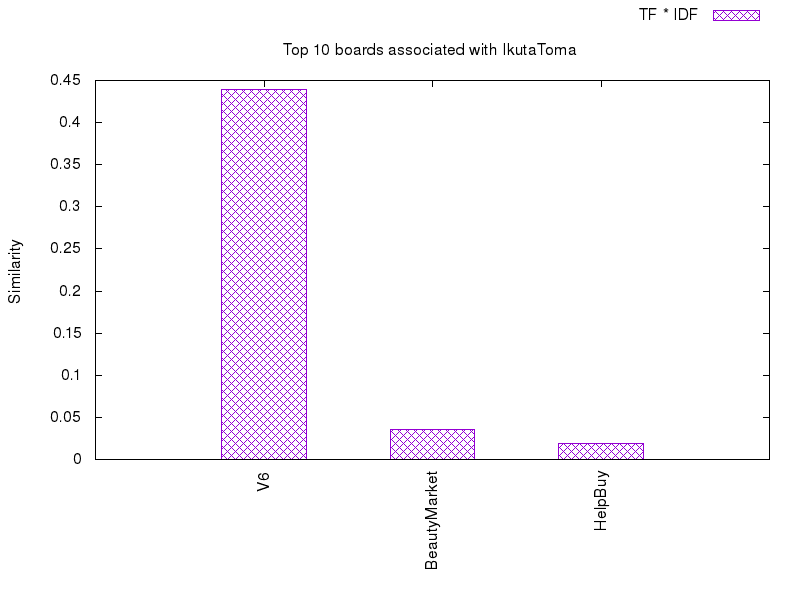 TF * IDF
Top 10 boards associated with IkutaToma
0.45
0.4
0.35
0.3
0.25
0.2
0.15
0.1
0.05
0
Similarity
V6
BeautyMarket
HelpBuy